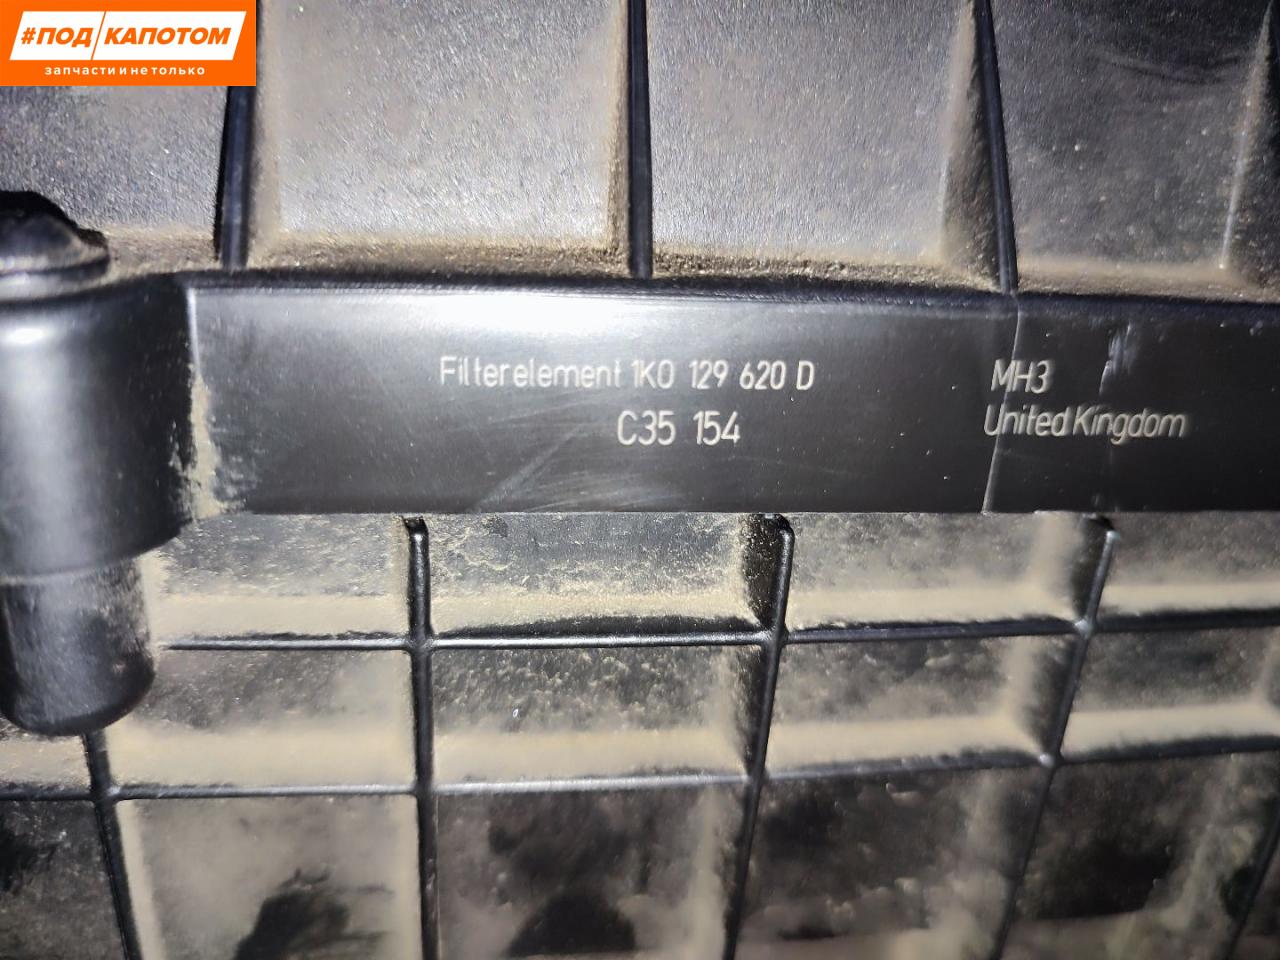 #ПОД КАПОТОМ
запчасти и не только
Filterelement 1K0 129 620 D
C35 154
MH3
United Kingdom